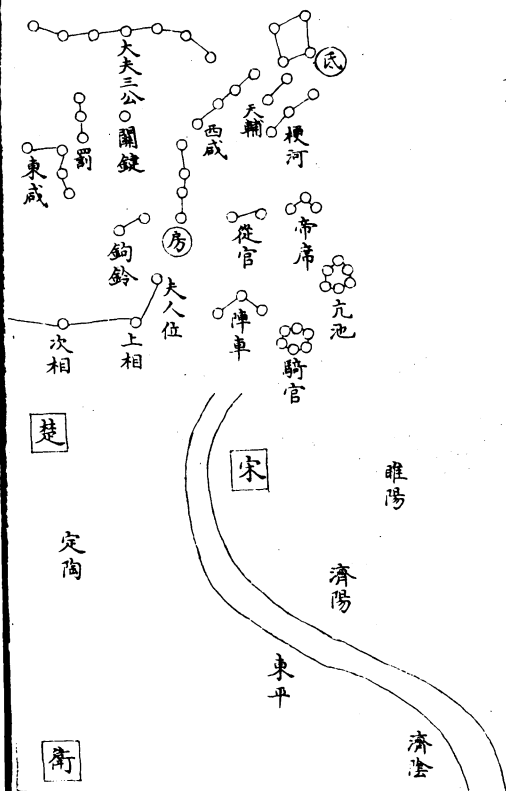 氐
大夫三公
天輔
梗河
西咸
關鍵
罰
東咸
房
從官
帝席
鉤鈴
亢池
夫人位
陣車
上相
次相
騎官
楚
宋
睢陽
定陶
濟陽
東平
濟陰
衛